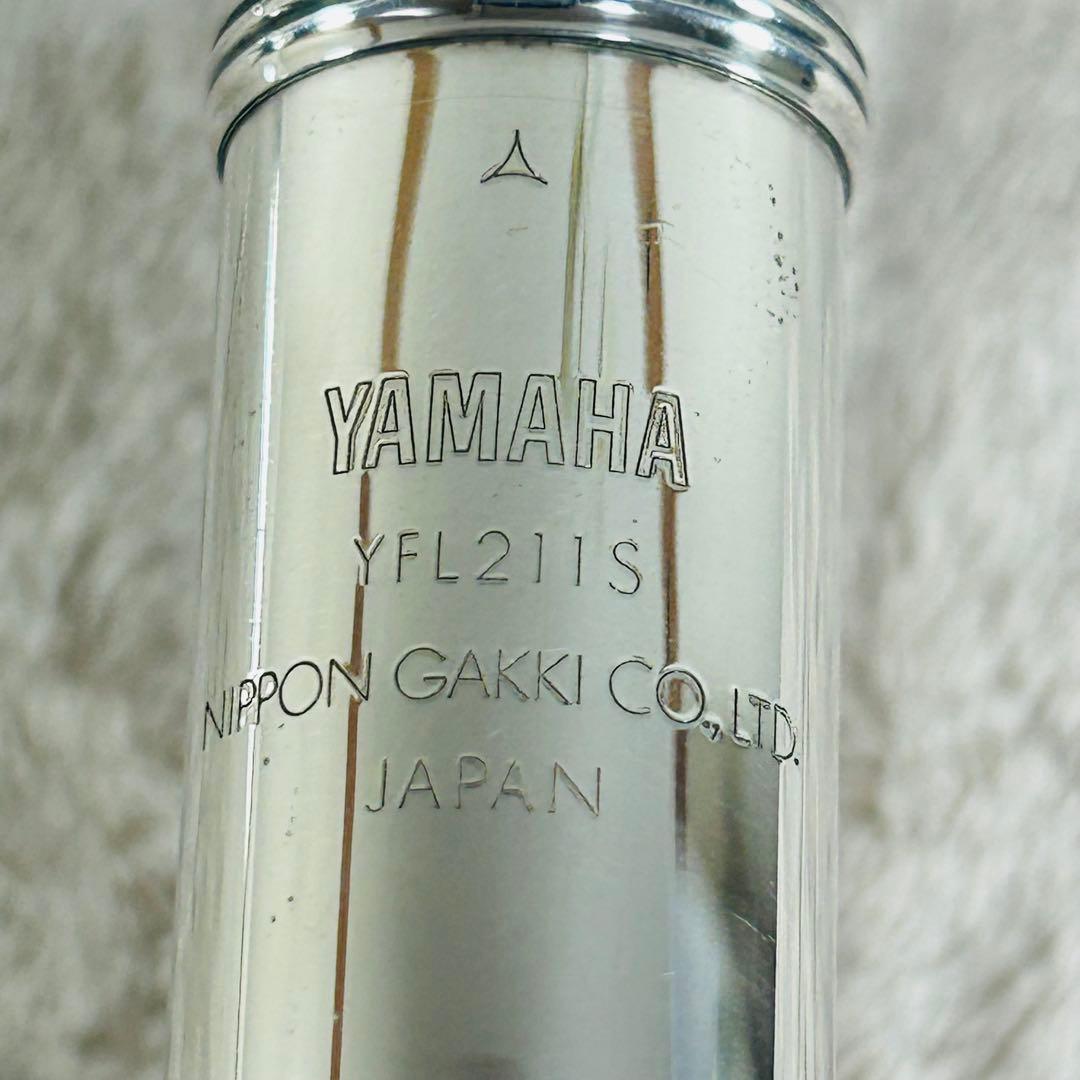 YAMAHA
YFL211S
NIPPON GAKKI CO.,LTD.
JAPAN